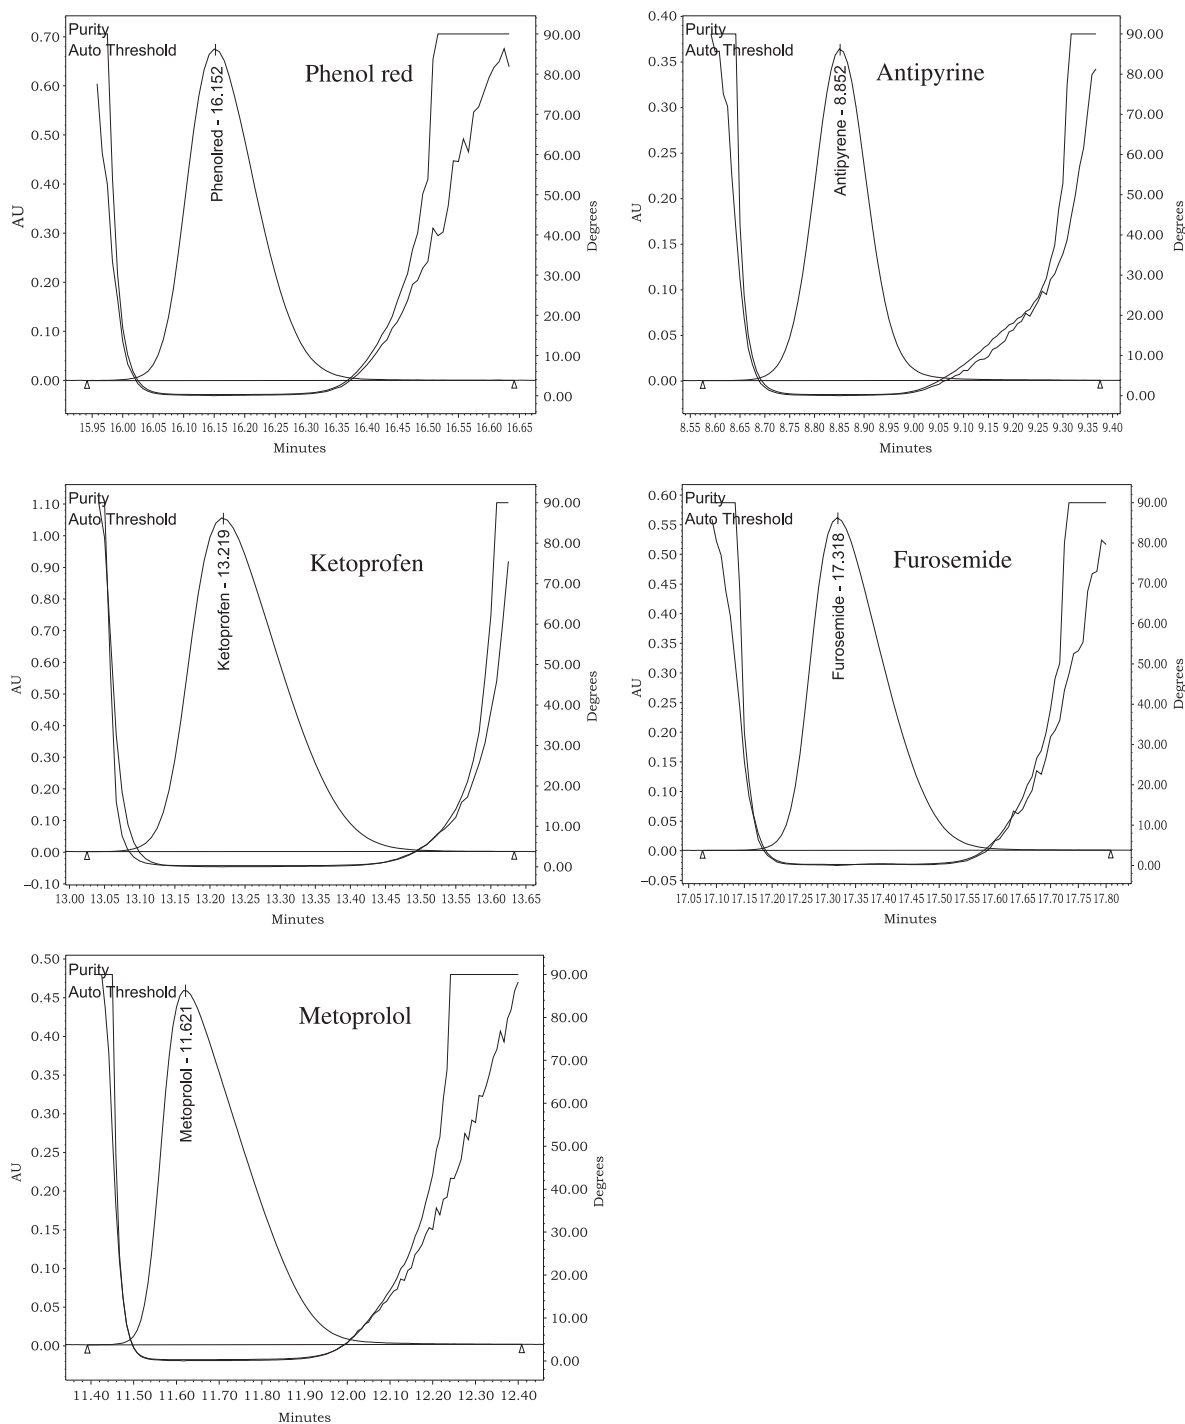 Purity
Auto Threshold
Phenol red
Phenolred - 16.152
0.70
0.60
0.50
0.40
0.30
0.20
0.10
0.00
AU
90.00
80.00
70.00
60.00
50.00
40.00
30.00
20.00
10.00
0.00
Degrees
15.95 16.00 16.05 16.10 16.15 16.20 16.25 16.30 16.35 16.40 16.45 16.50 16.55 16.60 16.65
Minutes
Purity
Auto Threshold
Antipyrine
Antipyrene - 8.852
0.40
0.35
0.30
0.25
0.20
0.15
0.10
0.05
0.00
AU
90.00
80.00
70.00
60.00
50.00
40.00
30.00
20.00
10.00
0.00
Degrees
8.55 8.60 8.65 8.70 8.75 8.80 8.85 8.90 8.95 9.00 9.05 9.10 9.15 9.20 9.25 9.30 9.35 9.40
Minutes
Purity
Auto Threshold
Ketoprofen
Ketoprofen - 13.219
1.10
1.00
0.90
0.80
0.70
0.60
0.50
0.40
0.30
0.20
0.10
0.00
–0.10
AU
90.00
80.00
70.00
60.00
50.00
40.00
30.00
20.00
10.00
0.00
Degrees
13.00 13.05 13.10 13.15 13.20 13.25 13.30 13.35 13.40 13.45 13.50 13.55 13.60 13.65
Minutes
Purity
Auto Threshold
Furosemide
Furosemide - 17.318
0.60
0.55
0.50
0.45
0.40
0.35
0.30
0.25
0.20
0.15
0.10
0.05
0.00
–0.05
AU
90.00
80.00
70.00
60.00
50.00
40.00
30.00
20.00
10.00
0.00
Degrees
17.05 17.10 17.15 17.20 17.25 17.30 17.35 17.40 17.45 17.50 17.55 17.60 17.65 17.70 17.75 17.80
Minutes
Purity
Auto Threshold
Metoprolol
Metoprolol - 11.621
0.50
0.45
0.40
0.35
0.30
0.25
0.20
0.15
0.10
0.05
0.00
AU
90.00
80.00
70.00
60.00
50.00
40.00
30.00
20.00
10.00
0.00
Degrees
11.40 11.50 11.60 11.70 11.80 11.90 12.00 12.10 12.20 12.30 12.40
Minutes